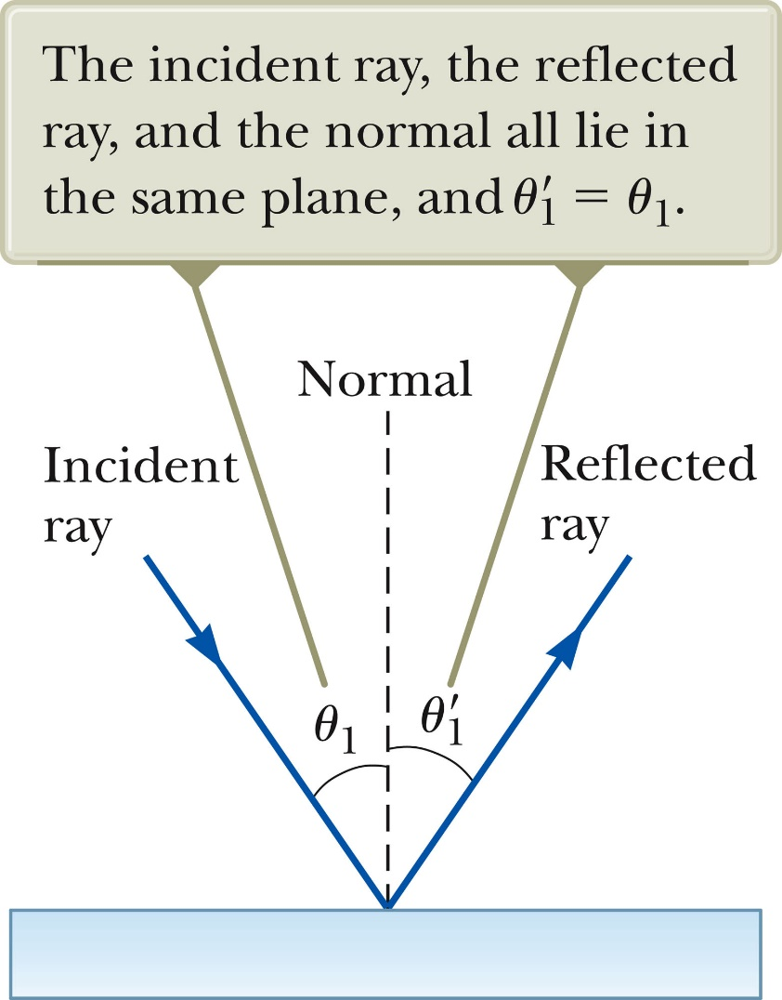 The incident ray, the reflected
ray, and the normal all lie in
the same plane, and θ′₁ = θ₁.
Normal
Incident
ray
Reflected
ray
θ₁
θ′₁